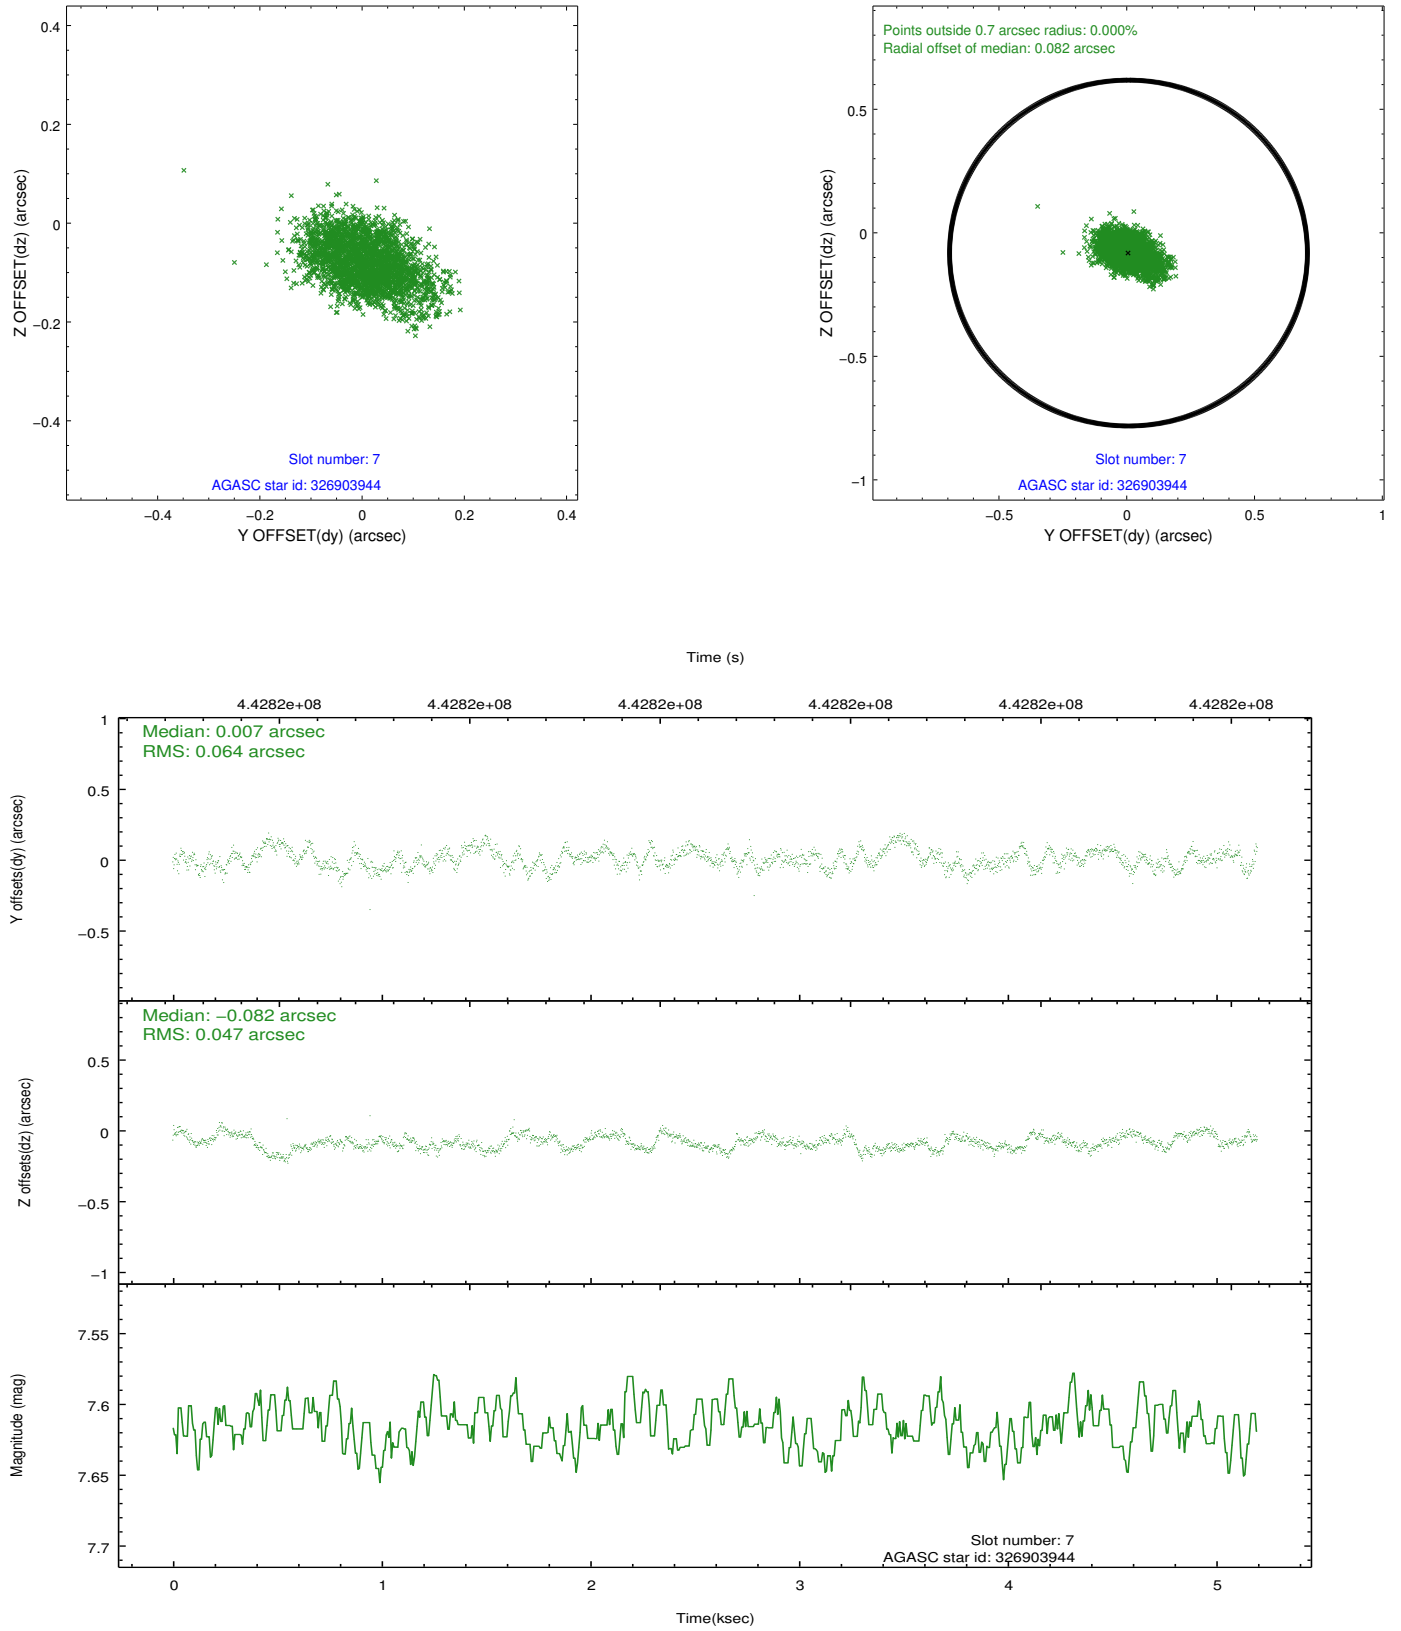 0.4
0.2
0
−0.2
−0.4
Z OFFSET(dz) (arcsec)
Slot number: 7
AGASC star id: 326903944
−0.4
−0.2
0
0.2
0.4
Y OFFSET(dy) (arcsec)
Points outside 0.7 arcsec radius: 0.000%
Radial offset of median: 0.082 arcsec
0.5
0
−0.5
−1
Z OFFSET(dz) (arcsec)
Slot number: 7
AGASC star id: 326903944
−0.5
0
0.5
1
Y OFFSET(dy) (arcsec)
Time (s)
4.4282e+08
4.4282e+08
4.4282e+08
4.4282e+08
4.4282e+08
4.4282e+08
Median: 0.007 arcsec
RMS: 0.064 arcsec
1
0.5
0
−0.5
Y offsets(dy) (arcsec)
Median: −0.082 arcsec
RMS: 0.047 arcsec
0.5
0
−0.5
−1
Z offsets(dz) (arcsec)
7.55
7.6
7.65
7.7
Magnitude (mag)
Slot number: 7
AGASC star id: 326903944
0
1
2
3
4
5
Time(ksec)